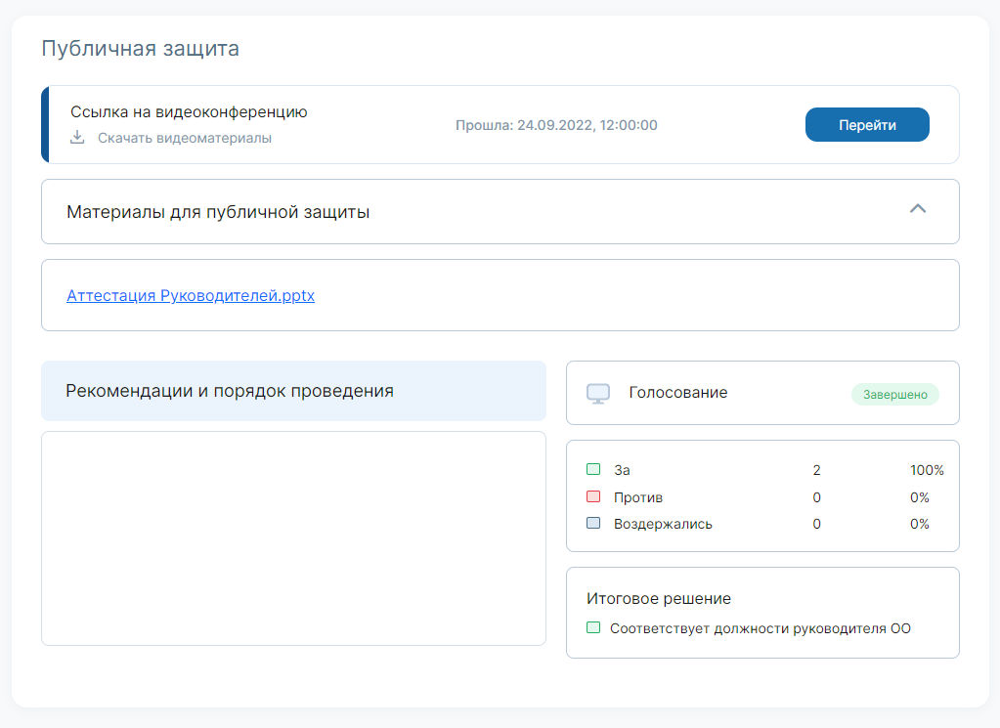 Публичная защита
Ссылка на видеоконференцию
Скачать видеоматериалы
Прошла: 24.09.2022, 12:00:00
Перейти
Материалы для публичной защиты
Аттестация Руководителей.pptx
Рекомендации и порядок проведения
Голосование
Завершено
За 2 100%
Против 0 0%
Воздержались 0 0%
Итоговое решение
Соответствует должности руководителя ОО